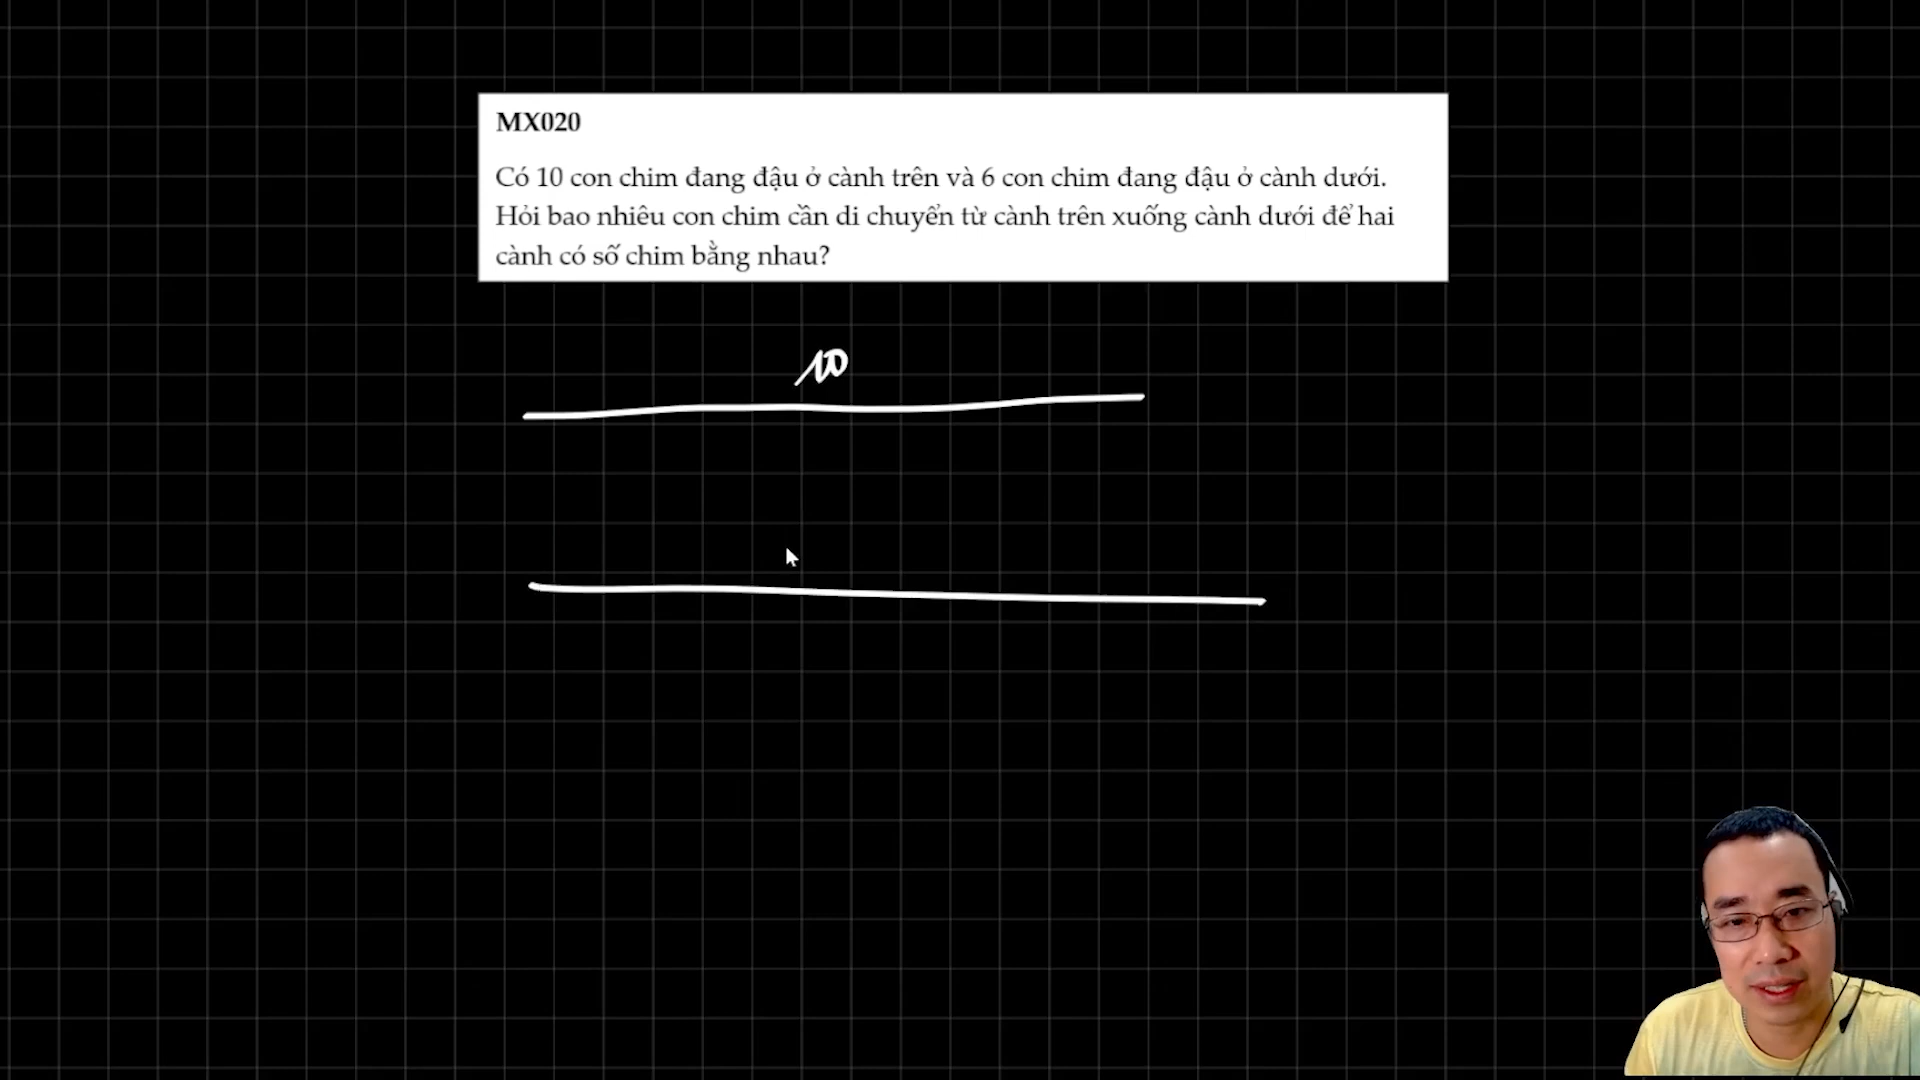 MX020
Có 10 con chim đang đậu ở cành trên và 6 con chim đang đậu ở cành dưới.
Hỏi bao nhiêu con chim cần di chuyển từ cành trên xuống cành dưới để hai
cành có số chim bằng nhau?
10